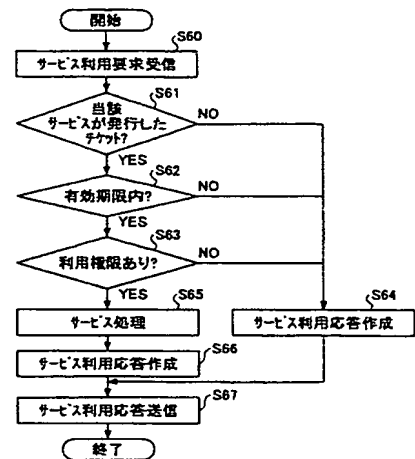 開始
S60
サービス利用要求受信
S61
当該
サービスが発行した
チケット?
NO
YES
S62
有効期限内?
NO
YES
S63
利用権限あり?
NO
YES
S65
サービス処理
S64
サービス利用応答作成
S66
サービス利用応答作成
S67
サービス利用応答送信
終了